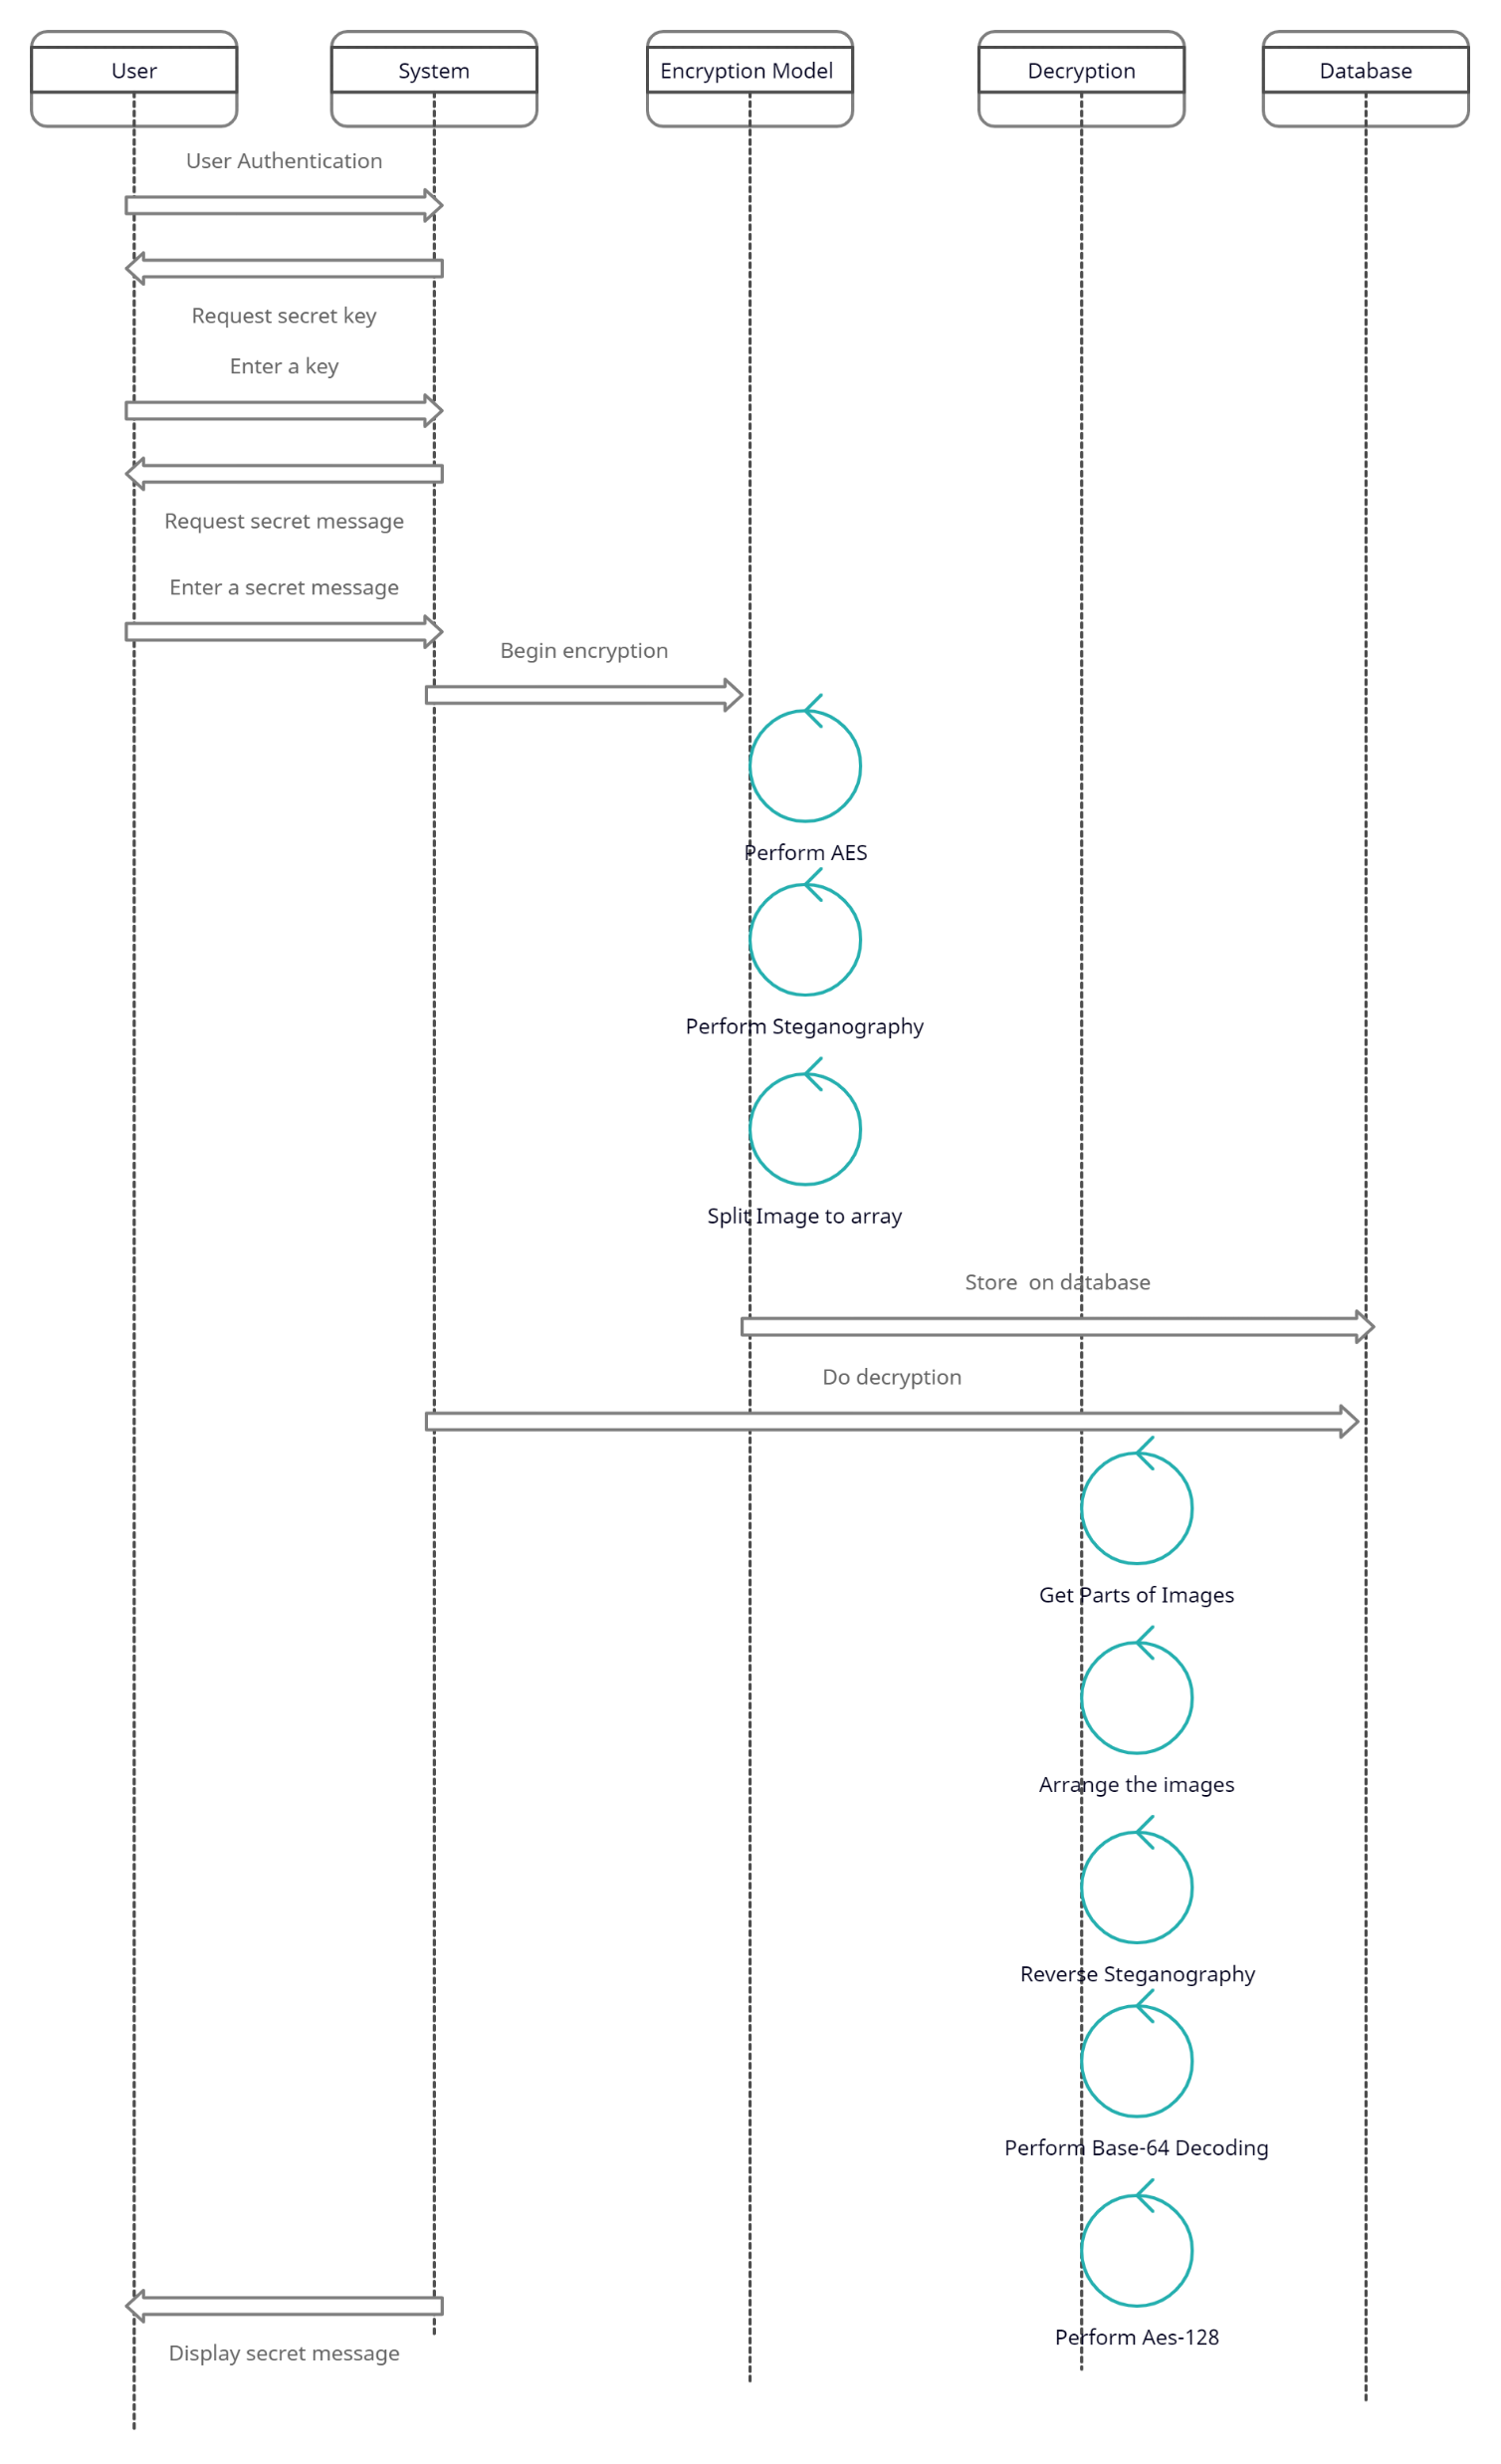 User
System
Encryption Model
Decryption
Database
User Authentication
Request secret key
Enter a key
Request secret message
Enter a secret message
Begin encryption
Perform AES
Perform Steganography
Split Image to array
Store  on database
Do decryption
Get Parts of Images
Arrange the images
Reverse Steganography
Perform Base-64 Decoding
Perform Aes-128
Display secret message